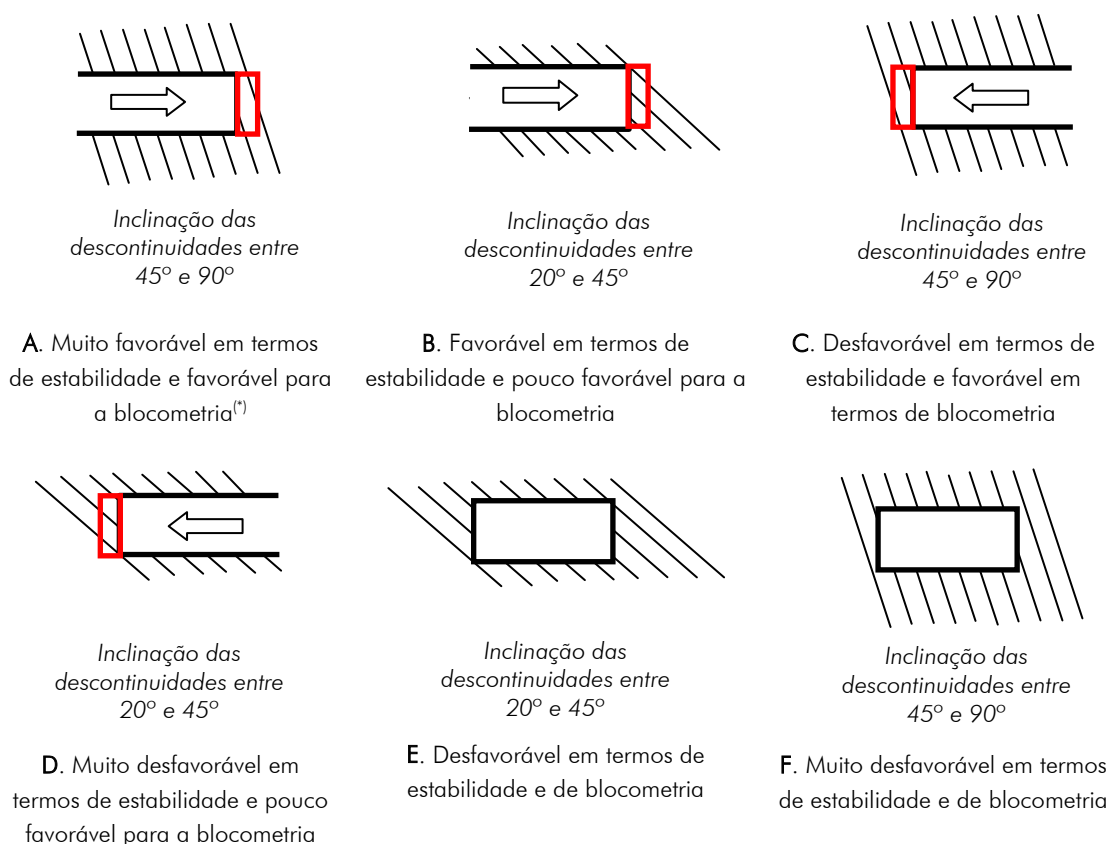 Inclinação das
descontinuidades entre
45º e 90º
Inclinação das
descontinuidades entre
20º e 45º
Inclinação das
descontinuidades entre
45º e 90º
A. Muito favorável em termos
de estabilidade e favorável para
a blocometria(*)
B. Favorável em termos de
estabilidade e pouco favorável para a
blocometria
C. Desfavorável em termos de
estabilidade e favorável em
termos de blocometria
Inclinação das
descontinuidades entre
20º e 45º
Inclinação das
descontinuidades entre
20º e 45º
Inclinação das
descontinuidades entre
45º e 90º
D. Muito desfavorável em
termos de estabilidade e pouco
favorável para a blocometria
E. Desfavorável em termos de
estabilidade e de blocometria
F. Muito desfavorável em termos
de estabilidade e de blocometria